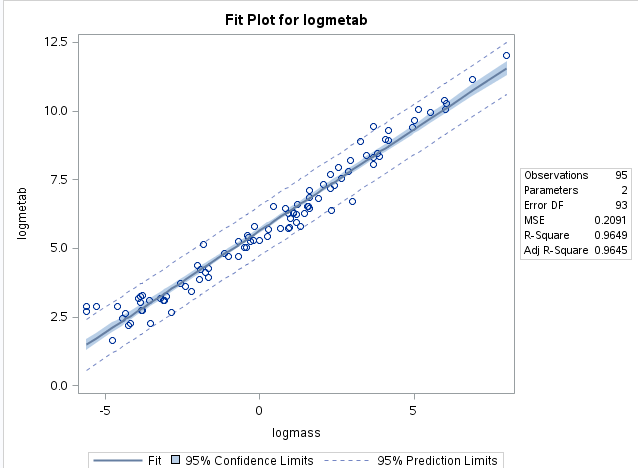 Fit Plot for logmetab
12.5
10.0
7.5
5.0
2.5
0.0
logmetab
-5
0
5
logmass
Observations 95
Parameters 2
Error DF 93
MSE 0.2091
R-Square 0.9649
Adj R-Square 0.9645
Fit 95% Confidence Limits 95% Prediction Limits